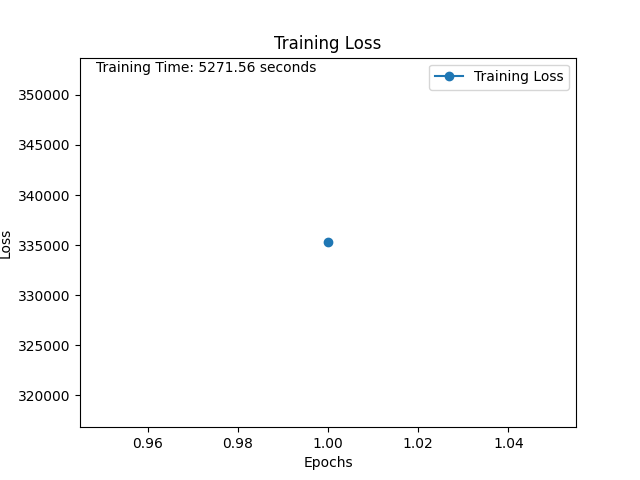 Training Loss
Training Time: 5271.56 seconds
Training Loss
350000
345000
340000
335000
330000
325000
320000
Loss
0.96
0.98
1.00
1.02
1.04
Epochs